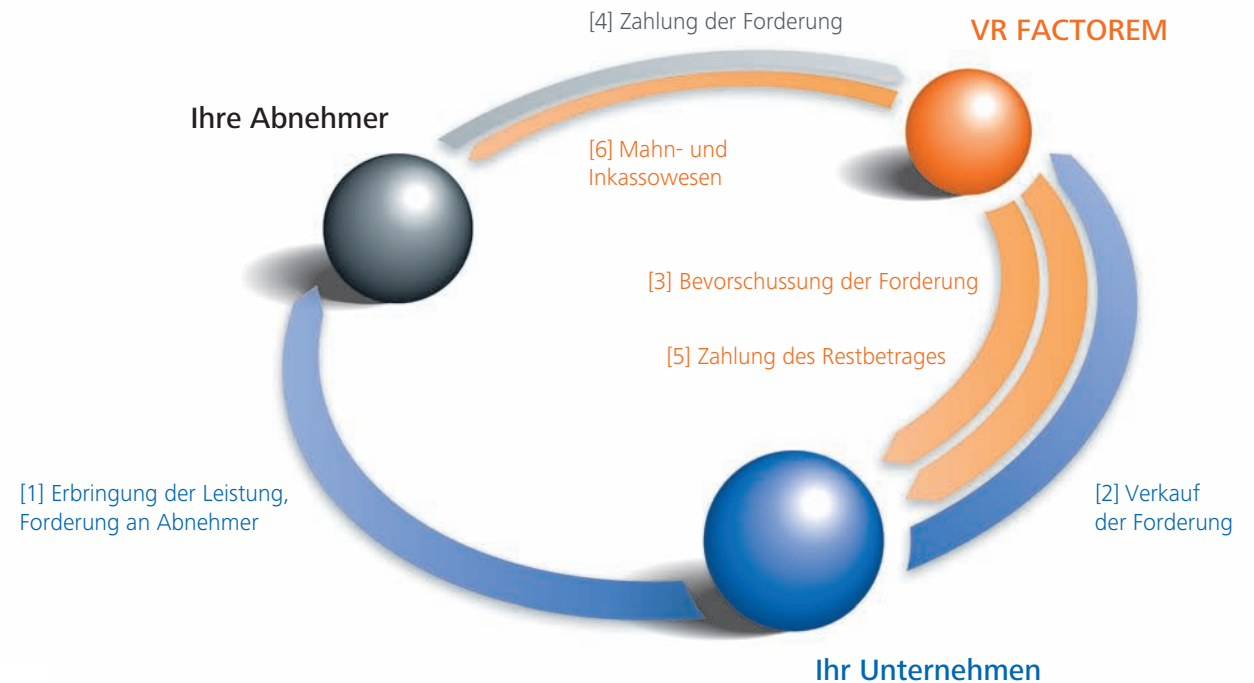 [4] Zahlung der Forderung
VR FACTOREM
Ihre Abnehmer
[6] Mahn- und
Inkassowesen
[3] Bevorschussung der Forderung
[5] Zahlung des Restbetrages
[1] Erbringung der Leistung,
Forderung an Abnehmer
[2] Verkauf
der Forderung
Ihr Unternehmen